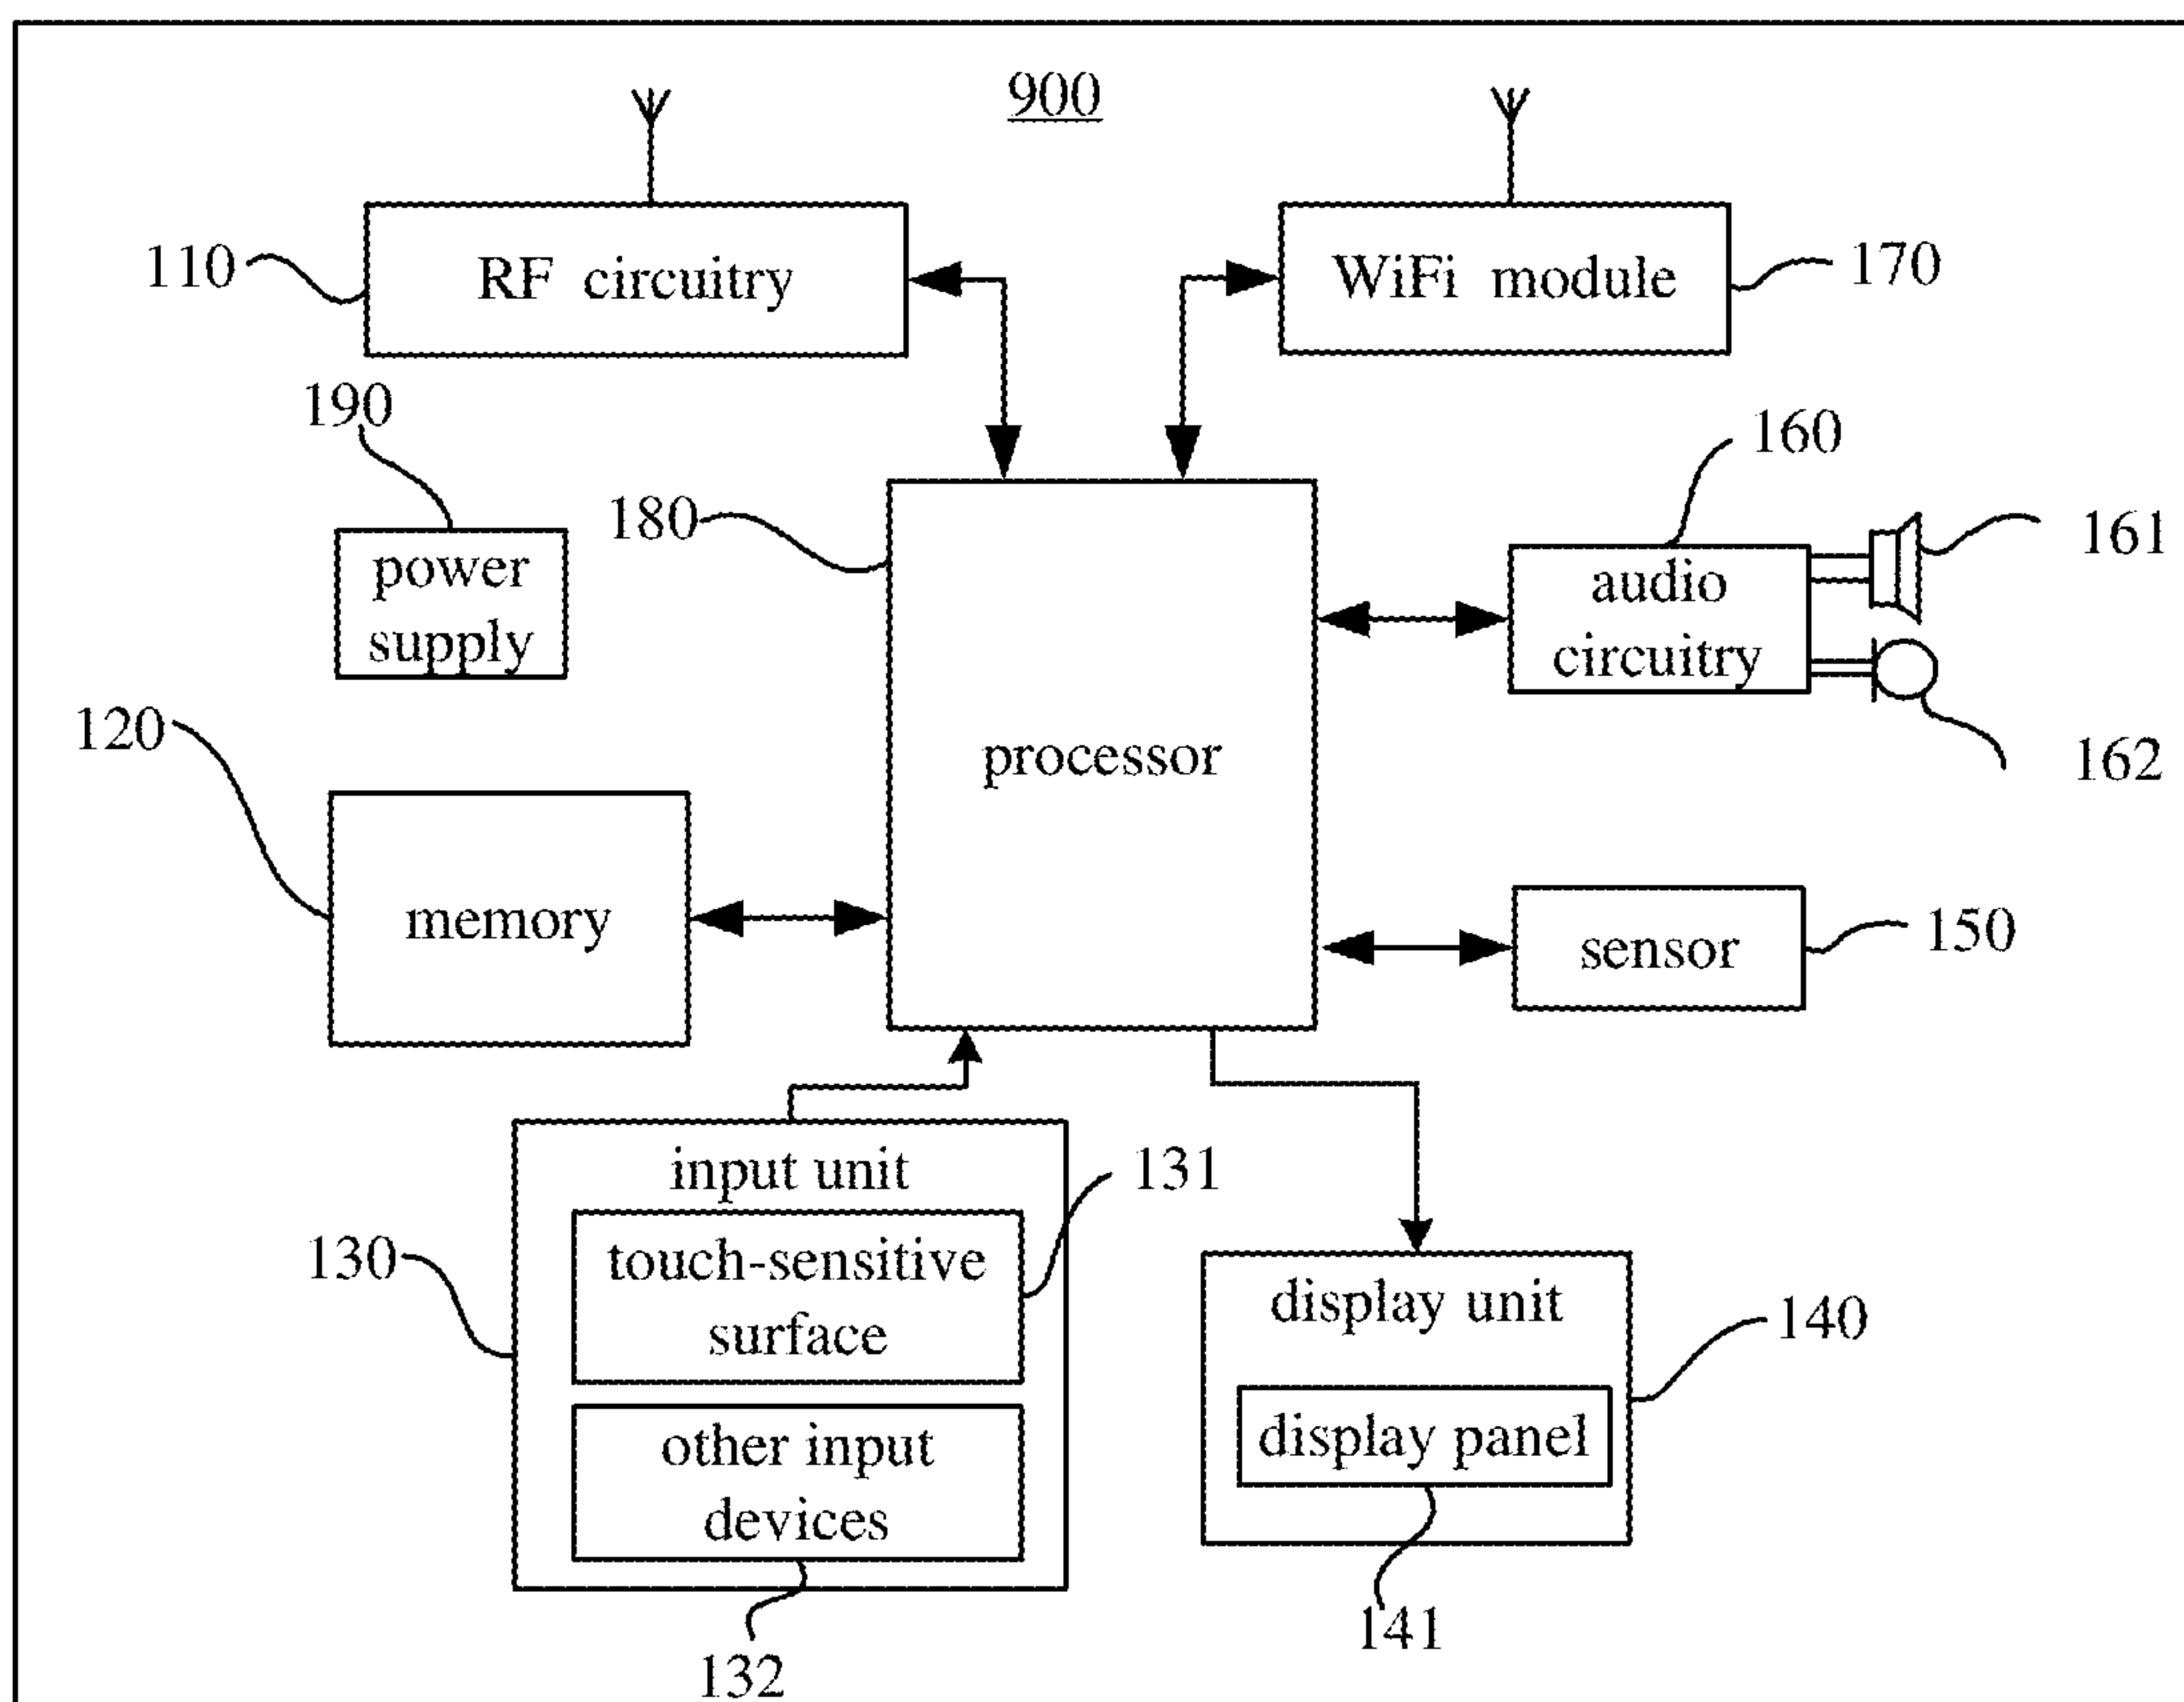 900
110
RF circuitry
WiFi module
170
190
160
180
161
power
supply
audio
circuitry
120
processor
162
memory
sensor
150
input unit
131
130
touch-sensitive
surface
display unit
140
other input
devices
display panel
132
141